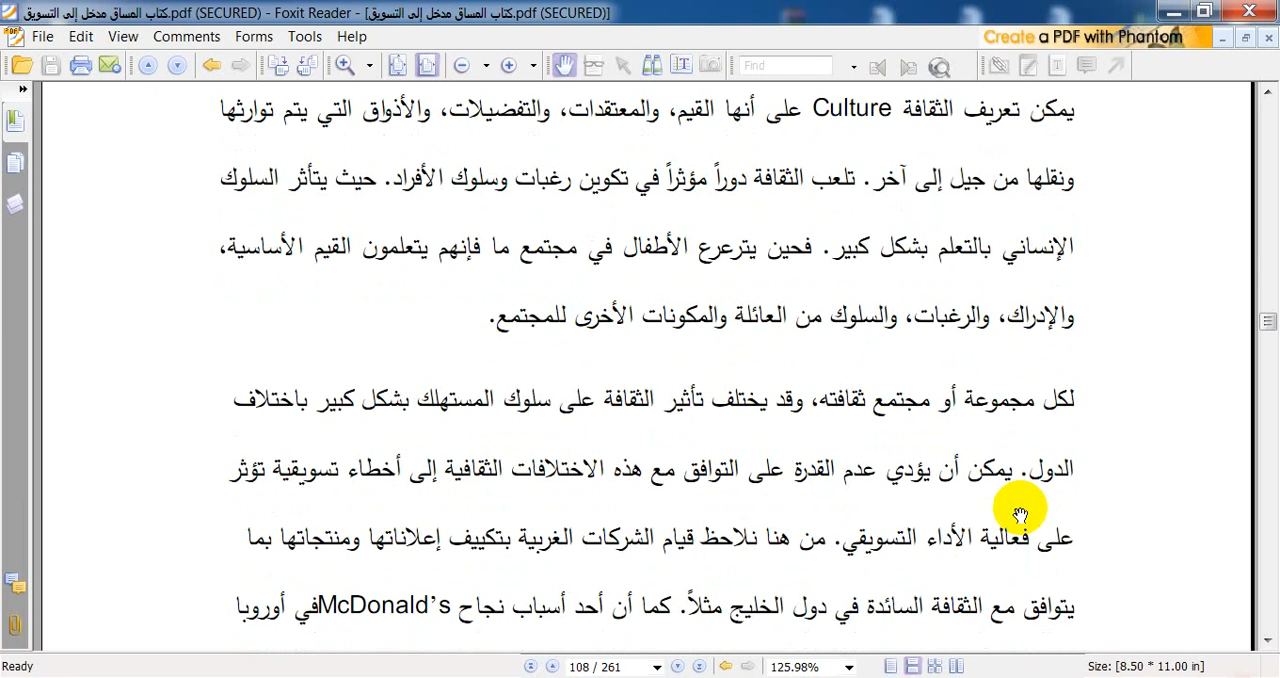 كتاب المساق مدخل إلى التسويق.pdf (SECURED) - Foxit Reader - [كتاب المساق مدخل إلى التسويق.pdf (SECURED)]
File Edit View Comments Forms Tools Help
Create a PDF with Phantom
Find
يمكن تعريف الثقافة Culture على أنها القيم، والمعتقدات، والتفضيلات، والأذواق التي يتم توارثها
ونقلها من جيل إلى آخر. تلعب الثقافة دوراً مؤثراً في تكوين رغبات وسلوك الأفراد. حيث يتأثر السلوك
الإنساني بالتعلم بشكل كبير. فحين يترعرع الأطفال في مجتمع ما فإنهم يتعلمون القيم الأساسية،
والإدراك، والرغبات، والسلوك من العائلة والمكونات الأخرى للمجتمع.
لكل مجموعة أو مجتمع ثقافته، وقد يختلف تأثير الثقافة على سلوك المستهلك بشكل كبير باختلاف
الدول. يمكن أن يؤدي عدم القدرة على التوافق مع هذه الاختلافات الثقافية إلى أخطاء تسويقية تؤثر
على فعالية الأداء التسويقي. من هنا نلاحظ قيام الشركات الغربية بتكييف إعلاناتها ومنتجاتها بما
يتوافق مع الثقافة السائدة في دول الخليج مثلاً. كما أن أحد أسباب نجاح McDonald’sفي أوروبا
Ready 108 / 261 125.98% Size: [8.50 * 11.00 in]